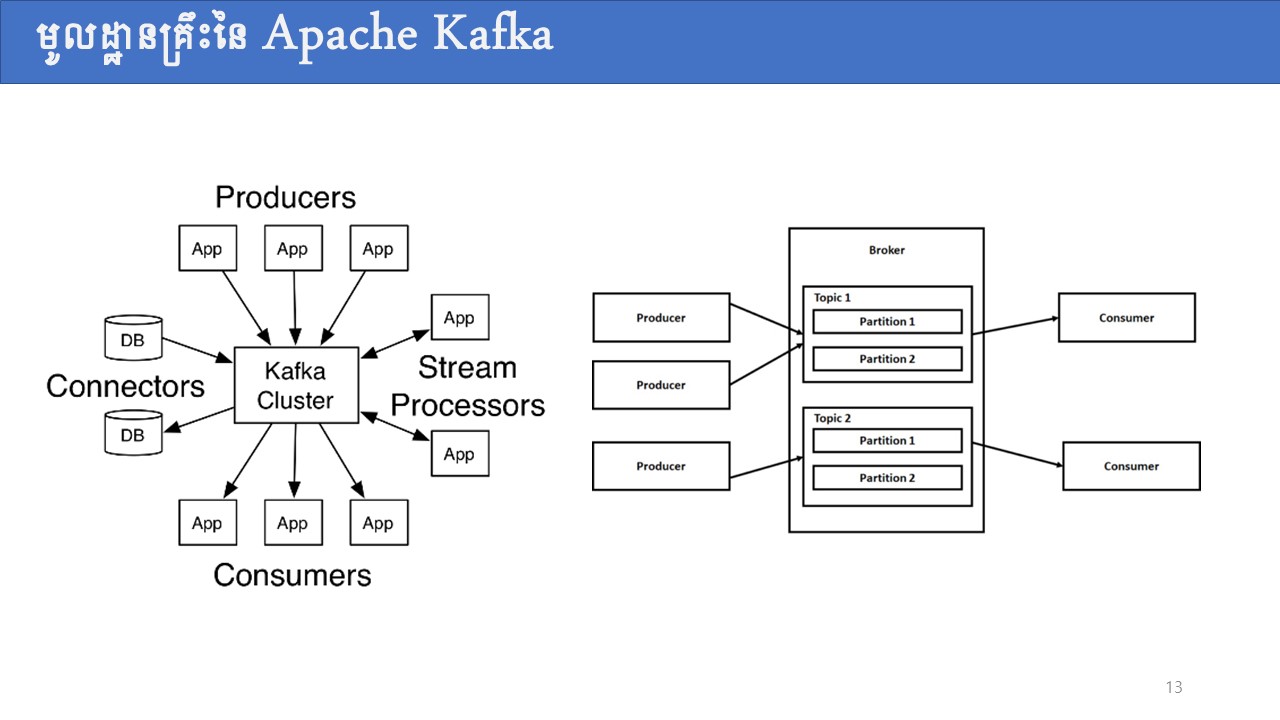 មូលដ្ឋានគ្រឹះនៃ Apache Kafka
Producers
App
App
App
DB
Connectors
DB
Kafka
Cluster
App
Stream
Processors
App
App
App
App
Consumers
Producer
Producer
Producer
Broker
Topic 1
Partition 1
Partition 2
Topic 2
Partition 1
Partition 2
Consumer
Consumer
13